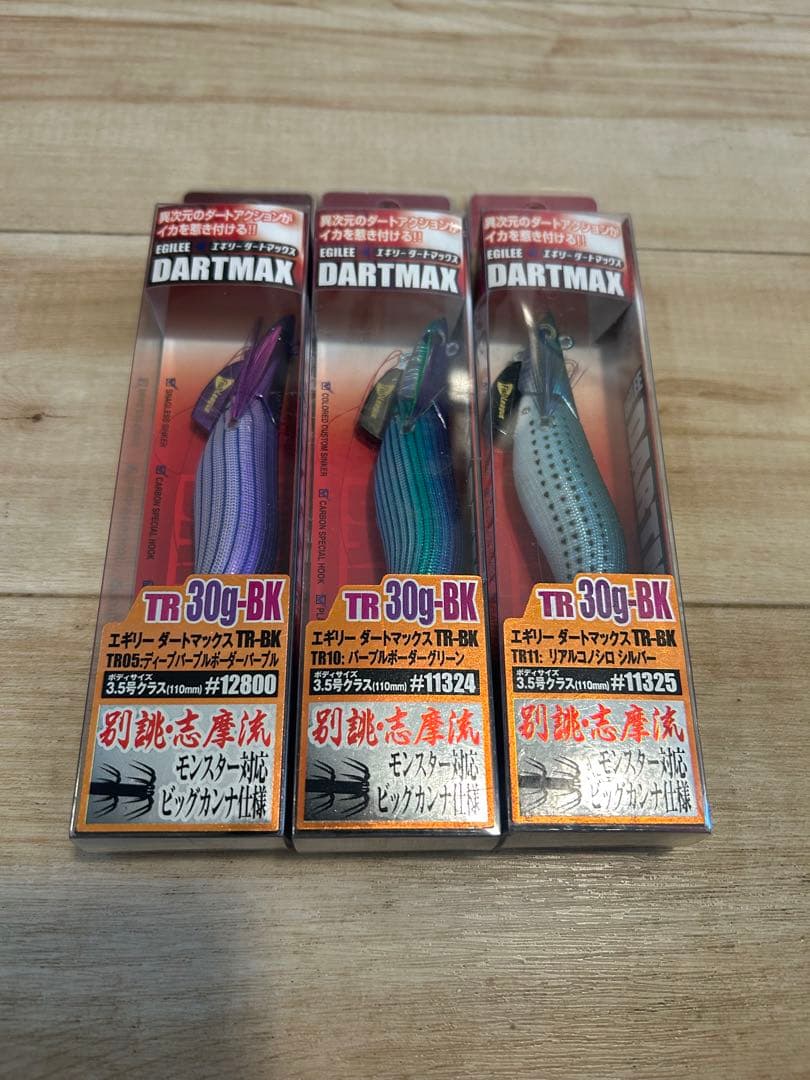 異次元のダートアクションが
イカを惹き付ける!!
EGILEE エギリーダートマックス
DARTMAX
SNAGLESS SINKER
CARBON SPECIAL HOOK
TR 30g-BK
エギリー ダートマックス TR-BK
TR05:ディープパープルボーダーパープル
ボディサイズ
3.5号クラス(110mm) #12800
別誂・志摩流
モンスター対応
ビッグカンナ仕様
異次元のダートアクションが
イカを惹き付ける!!
EGILEE エギリーダートマックス
DARTMAX
COLORED CUSTOM SINKER
CARBON SPECIAL HOOK
TR 30g-BK
エギリー ダートマックス TR-BK
TR10: パープルボーダーグリーン
ボディサイズ
3.5号クラス(110mm) #11324
別誂・志摩流
モンスター対応
ビッグカンナ仕様
異次元のダートアクションが
イカを惹き付ける!!
EGILEE エギリーダートマックス
DARTMAX
TR 30g-BK
エギリー ダートマックス TR-BK
TR11: リアルコノシロ シルバー
ボディサイズ
3.5号クラス(110mm) #11325
別誂・志摩流
モンスター対応
ビッグカンナ仕様